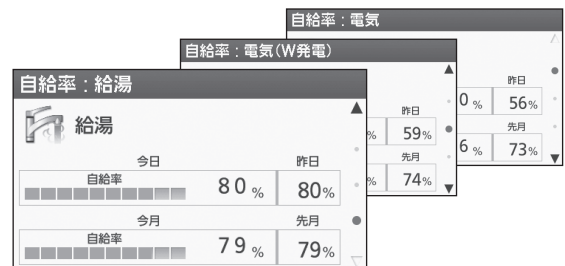 自給率：電気
昨日
0 % 56%
先月
6 % 73%
自給率：電気（W発電）
昨日
% 59%
先月
% 74%
自給率：給湯
給湯
今日 昨日
自給率 80 % 80%
今月 先月
自給率 79 % 79%